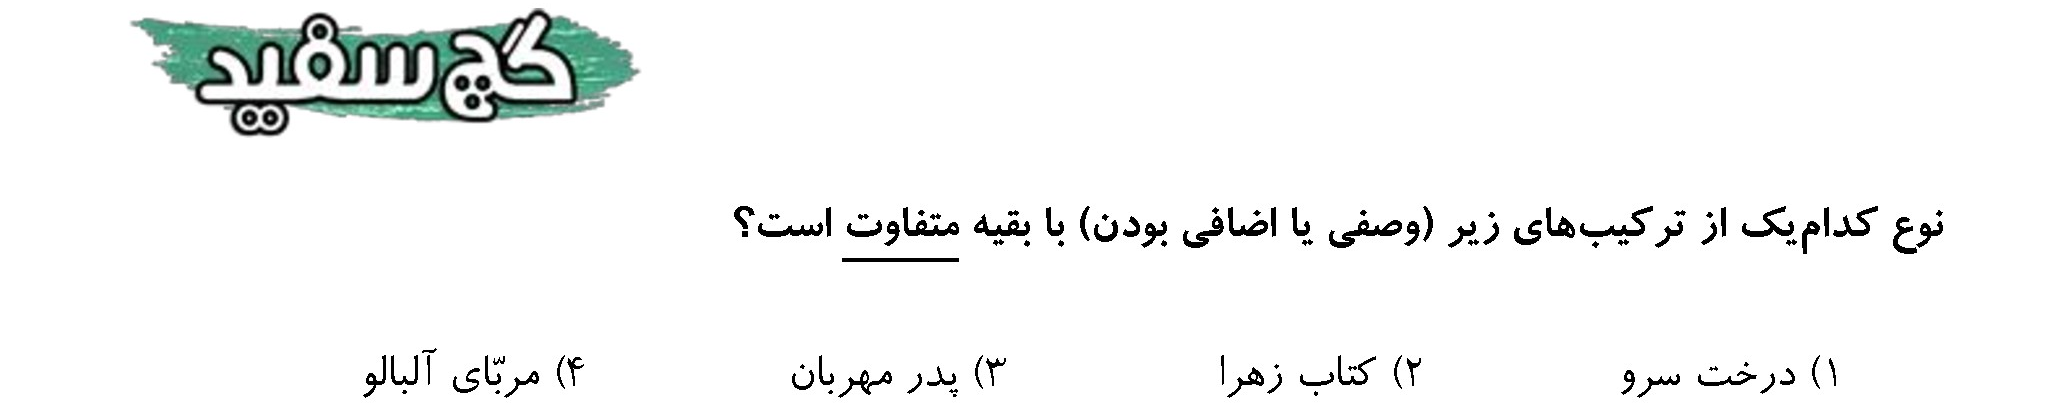 گچ سفید
نوع کدام‌یک از ترکیب‌های زیر (وصفی یا اضافی بودن) با بقیه متفاوت است؟
۱) درخت سرو ۲) کتاب زهرا ۳) پدر مهربان ۴) مربّای آلبالو